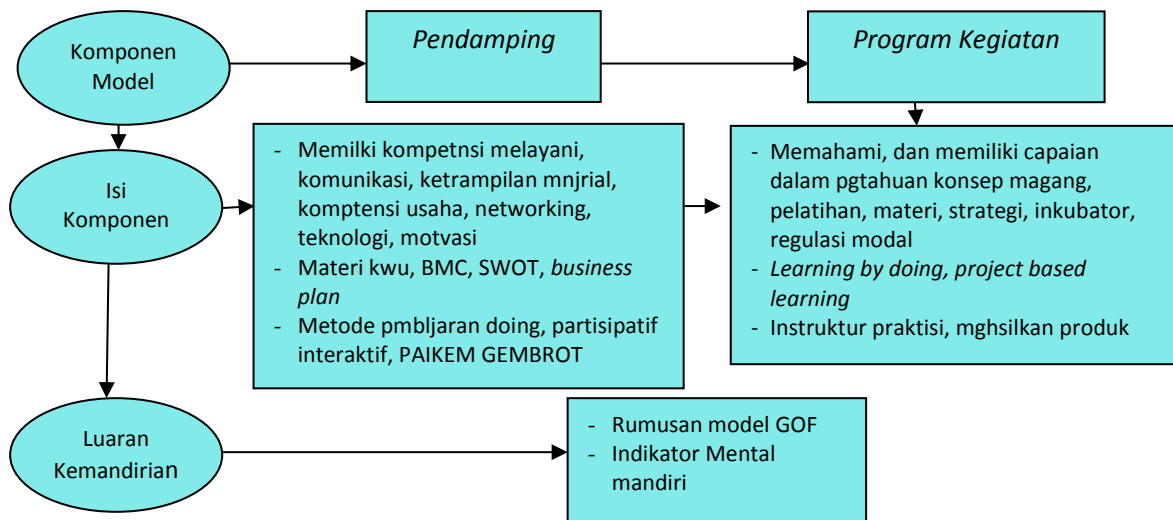 Komponen
Model
Pendamping
Program Kegiatan
Isi
Komponen
- Memilki kompetnsi melayani,
komunikasi, ketrampilan mnjrial,
komptensi usaha, networking,
teknologi, motvasi
- Materi kwu, BMC, SWOT, business
plan
- Metode pmbljaran doing, partisipatif
interaktif, PAIKEM GEMBROT
- Memahami, dan memiliki capaian
dalam pgtahuan konsep magang,
pelatihan, materi, strategi, inkubator,
regulasi modal
- Learning by doing, project based
learning
- Instruktur praktisi, mghsilkan produk
Luaran
Kemandirian
- Rumusan model GOF
- Indikator Mental
mandiri